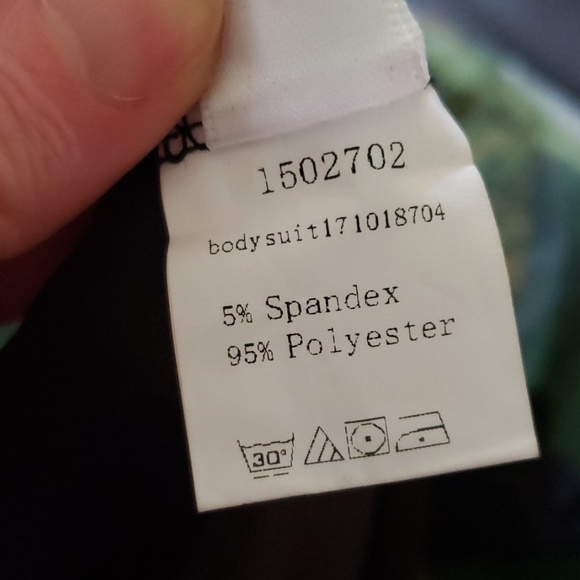 1502702
bodysuit171018704
5% Spandex
95% Polyester
30°